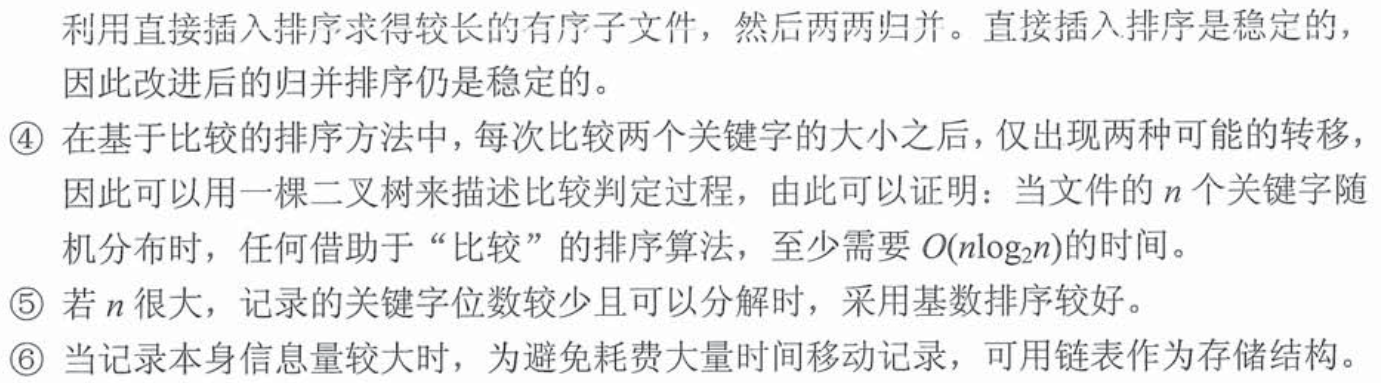 利用直接插入排序求得较长的有序子文件，然后两两归并。直接插入排序是稳定的，
因此改进后的归并排序仍是稳定的。
④ 在基于比较的排序方法中，每次比较两个关键字的大小之后，仅出现两种可能的转移，
因此可以用一棵二叉树来描述比较判定过程，由此可以证明：当文件的 n 个关键字随
机分布时，任何借助于“比较”的排序算法，至少需要 O(nlog₂n)的时间。
⑤ 若 n 很大，记录的关键字位数较少且可以分解时，采用基数排序较好。
⑥ 当记录本身信息量较大时，为避免耗费大量时间移动记录，可用链表作为存储结构。